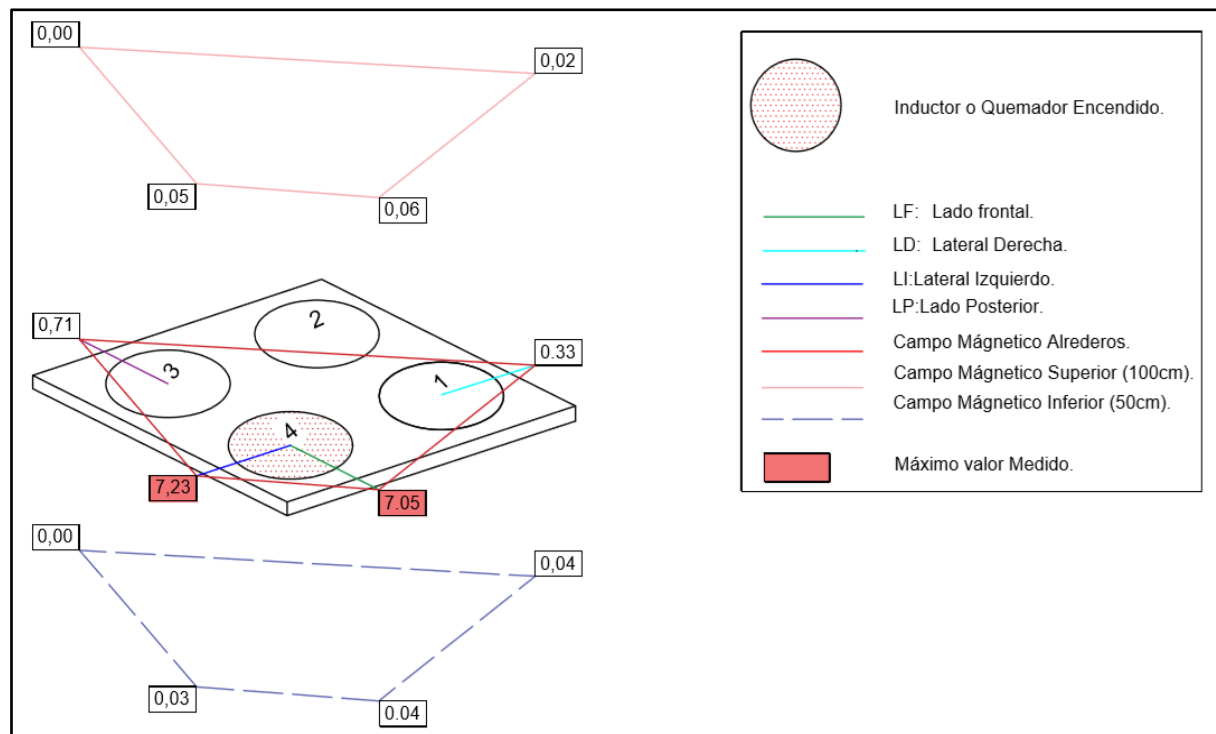 0,00
0,02
0,05
0,06
0,71
2
0.33
3
1
4
7,23
7.05
0,00
0,04
0,03
0.04
Inductor o Quemador Encendido.
LF: Lado frontal.
LD: Lateral Derecha.
LI:Lateral Izquierdo.
LP:Lado Posterior.
Campo Mágnetico Alrederos.
Campo Mágnetico Superior (100cm).
Campo Mágnetico Inferior (50cm).
Máximo valor Medido.